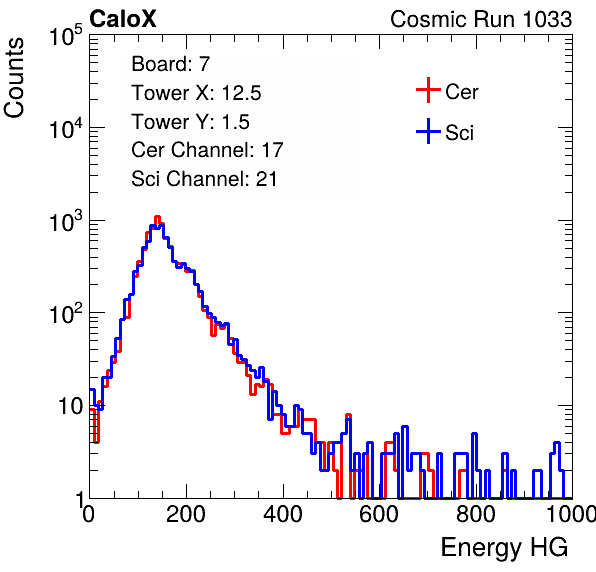 CaloX Cosmic Run 1033
Counts
10^5
10^4
10^3
10^2
10
1
Board: 7
Tower X: 12.5
Tower Y: 1.5
Cer Channel: 17
Sci Channel: 21
Cer
Sci
0 200 400 600 800 1000
Energy HG